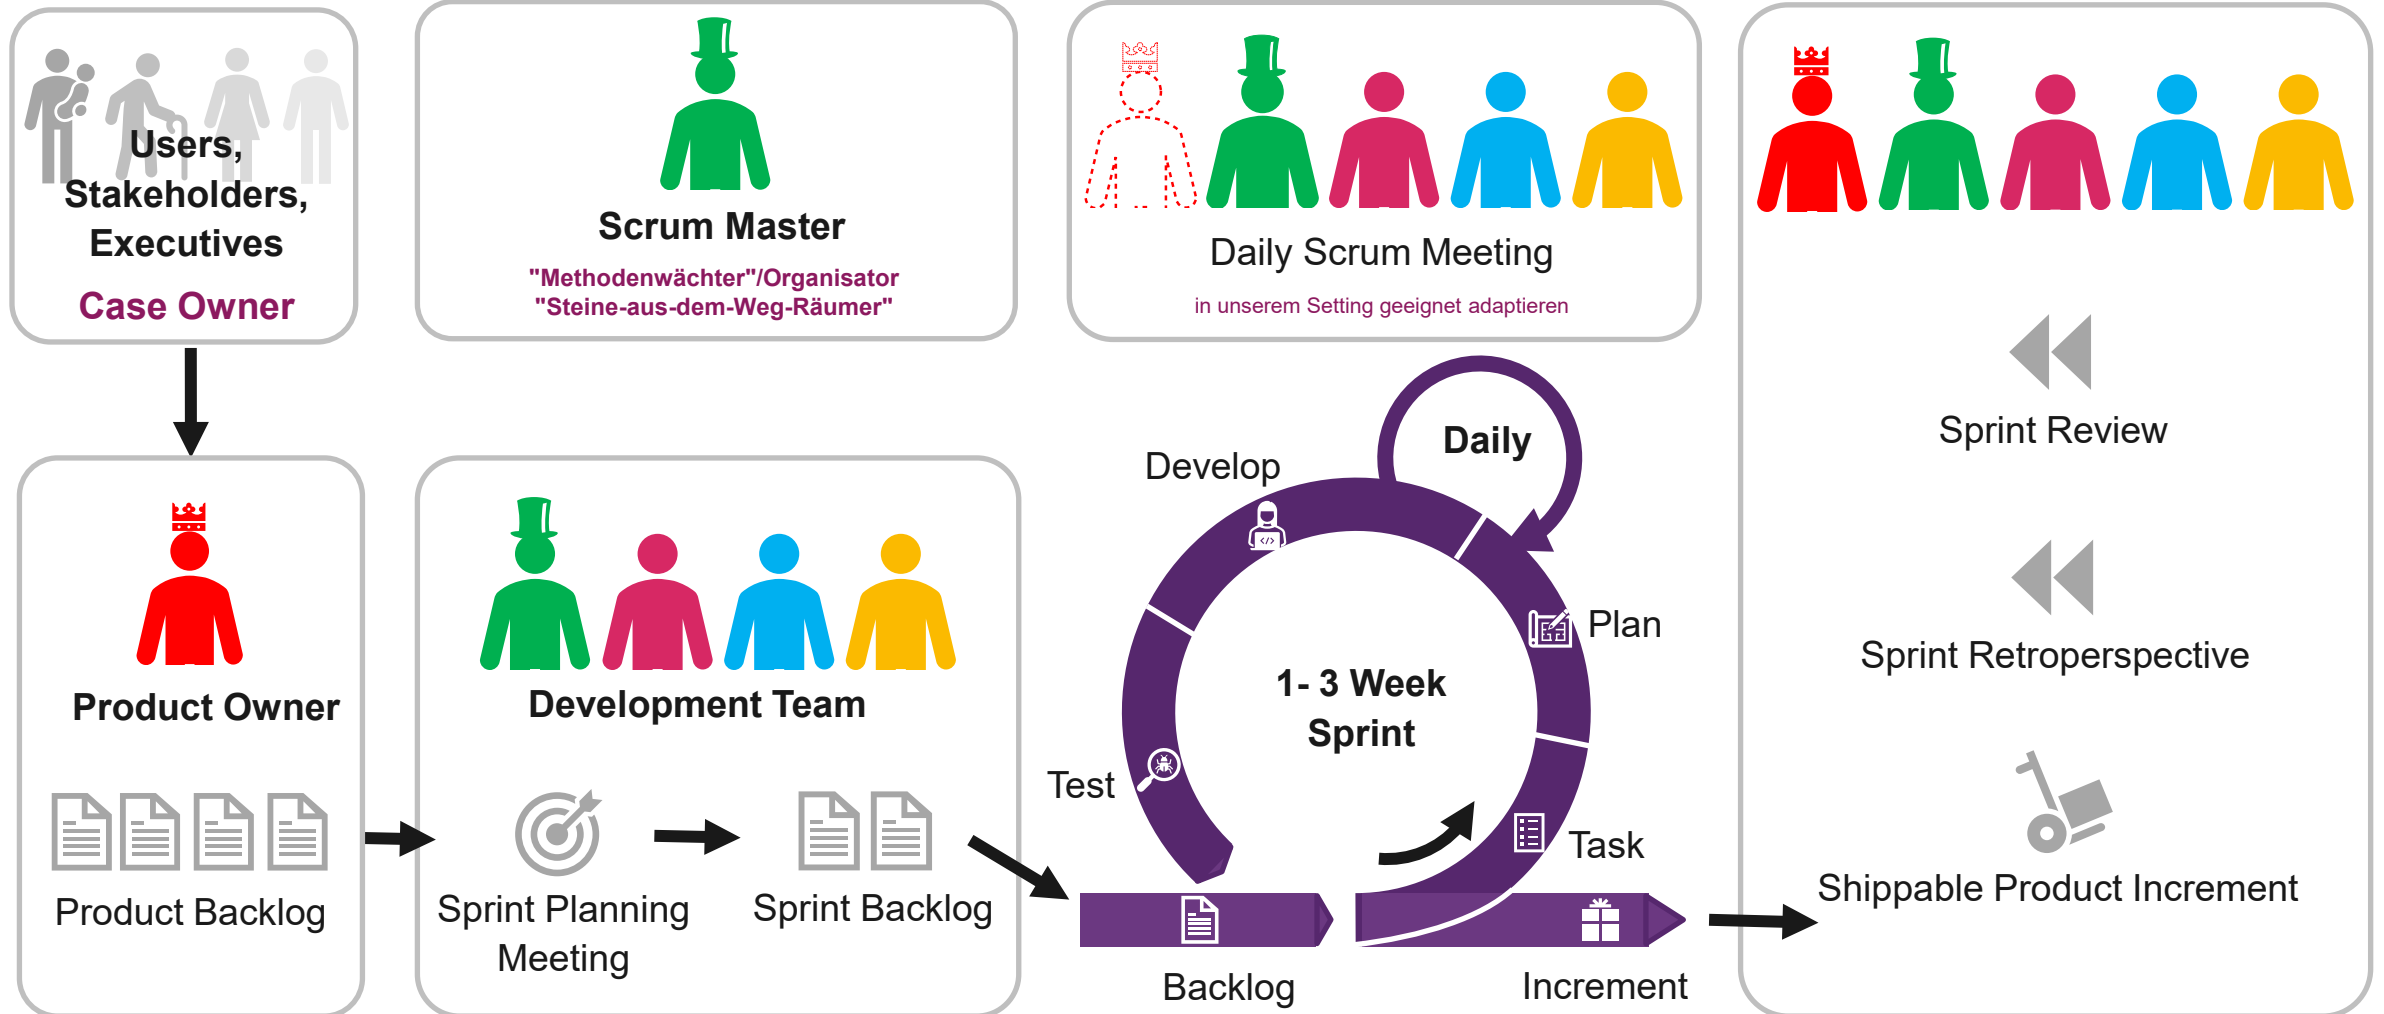 Users,
Stakeholders,
Executives
Case Owner
Scrum Master
"Methodenwächter"/Organisator
"Steine-aus-dem-Weg-Räumer"
Daily Scrum Meeting
in unserem Setting geeignet adaptieren
Product Owner
Product Backlog
Development Team
Sprint Planning
Meeting
Sprint Backlog
Daily
Develop
Plan
1- 3 Week
Sprint
Test
Task
Backlog
Increment
Sprint Review
Sprint Retroperspective
Shippable Product Increment